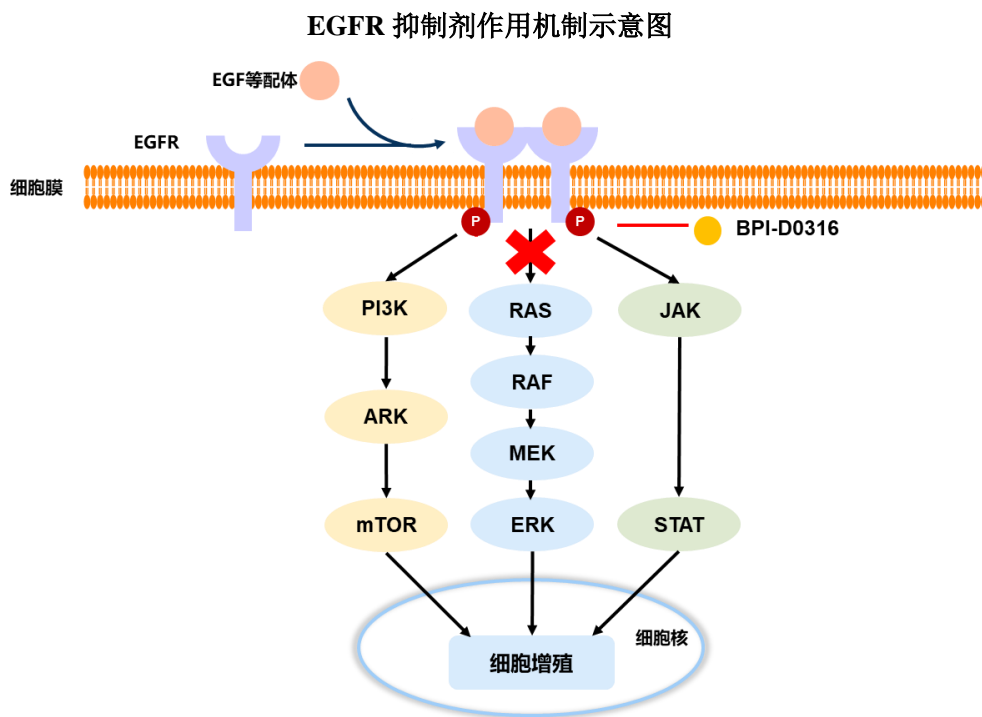 EGFR 抑制剂作用机制示意图
EGF等配体
EGFR
细胞膜
P
P
BPI-D0316
PI3K
RAS
JAK
RAF
ARK
MEK
mTOR
ERK
STAT
细胞核
细胞增殖